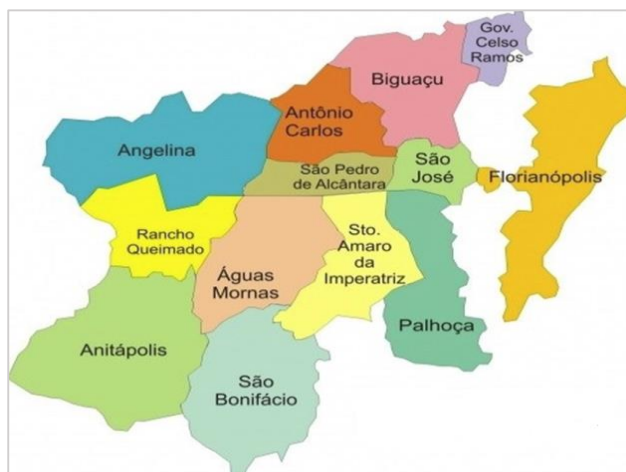 Gov.
Celso
Ramos
Biguaçu
Antônio
Carlos
Angelina
São Pedro
de Alcântara
São
José
Florianópolis
Rancho
Queimado
Águas
Mornas
Sto.
Amaro
da
Imperatriz
Palhoça
Anitápolis
São
Bonifácio